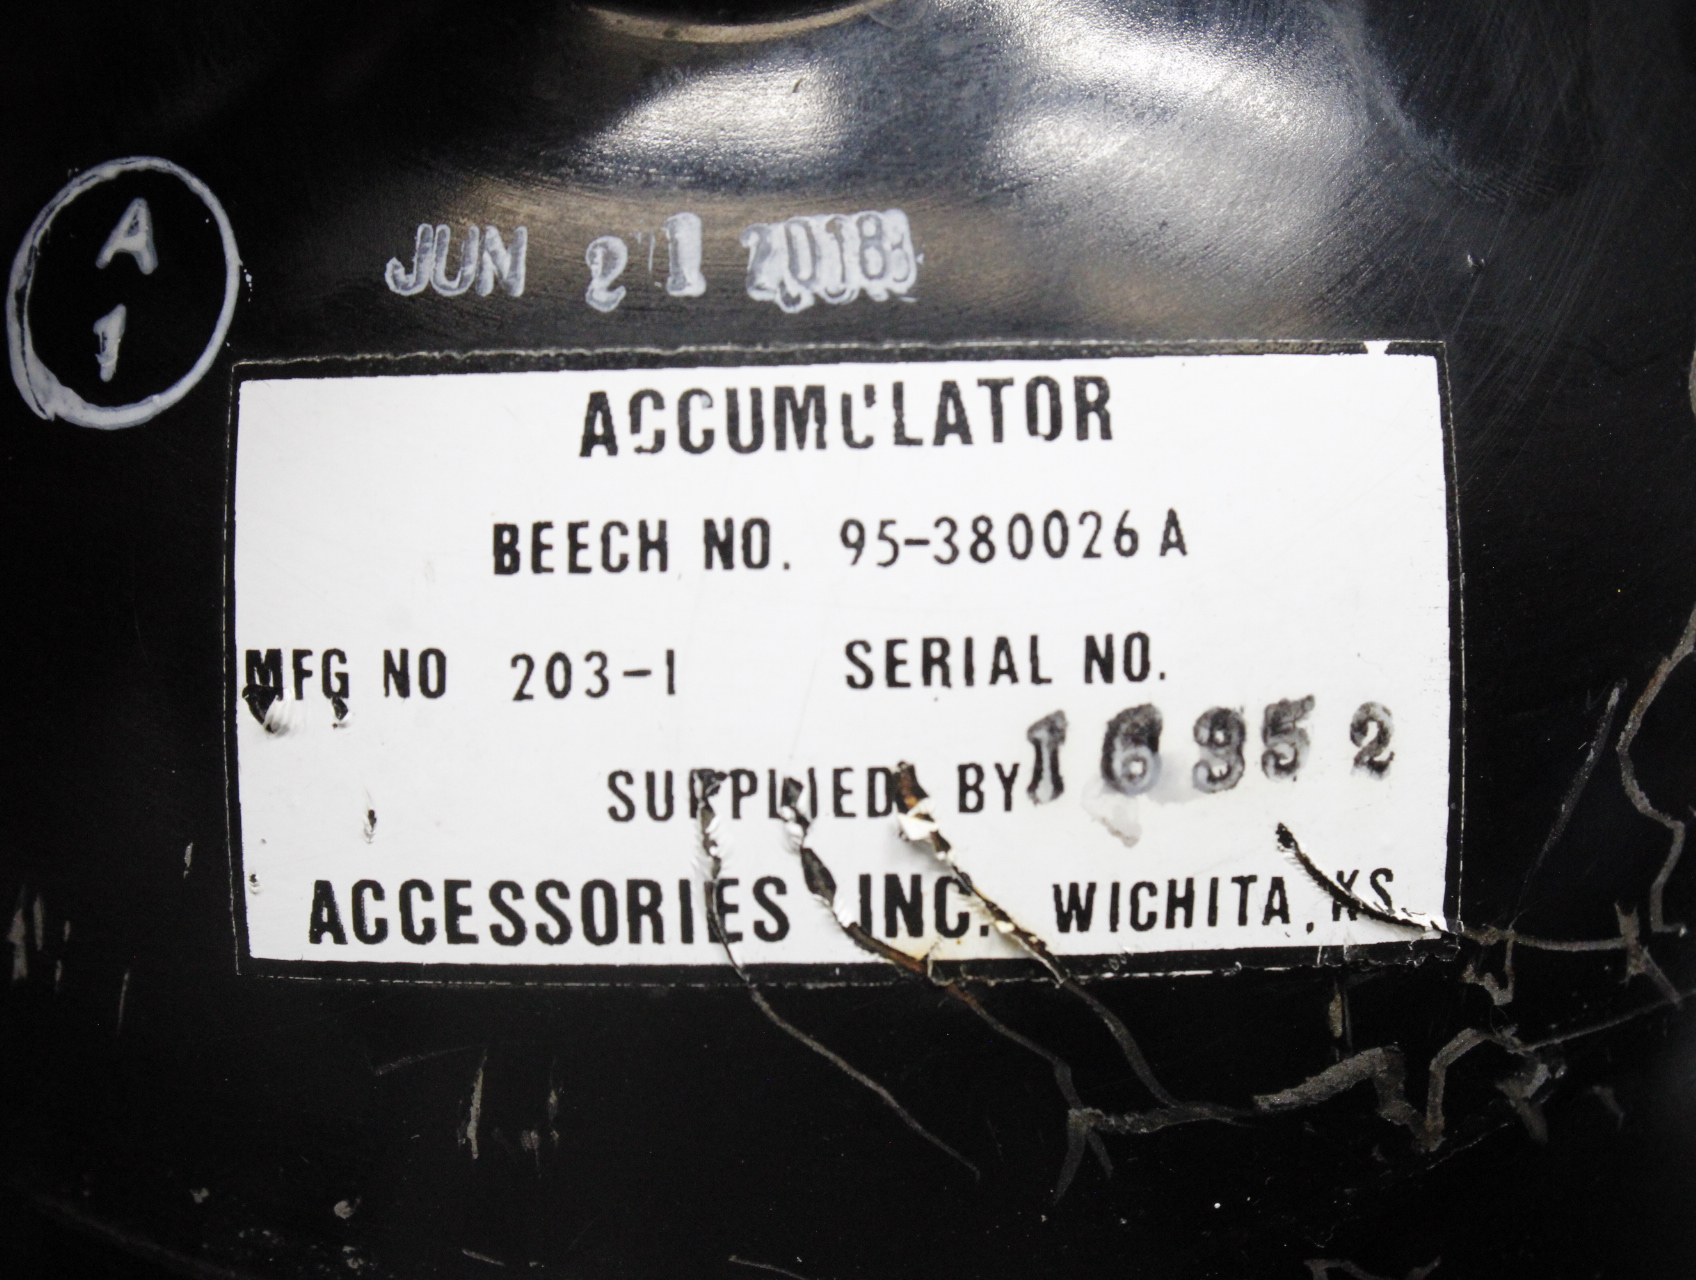 A
1
JUN 21 2018
ACCUMULATOR
BEECH NO. 95-380026 A
MFG NO 203-1 SERIAL NO.
16952
SUPPLIED BY
ACCESSORIES INC. WICHITA, KS.